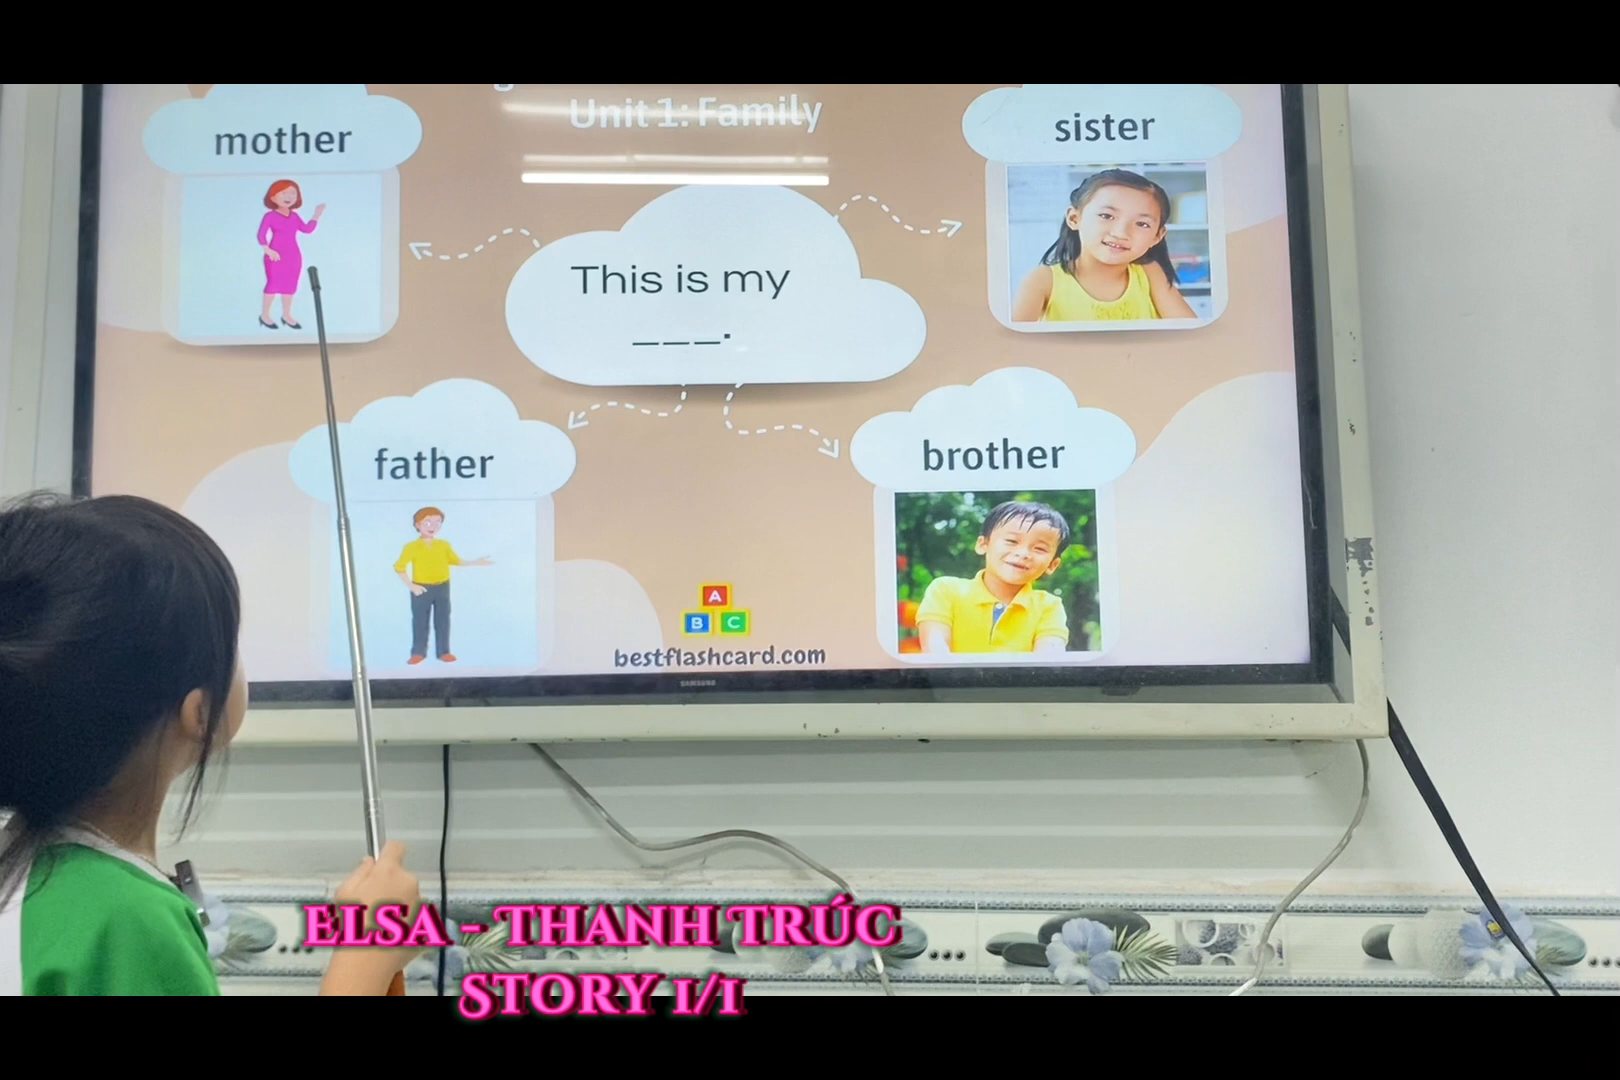 Unit 1: Family
mother
sister
This is my
___.
father
brother
A
B C
bestflashcard.com
SAMSUNG
ELSA - THANH TRÚC
STORY 1/1